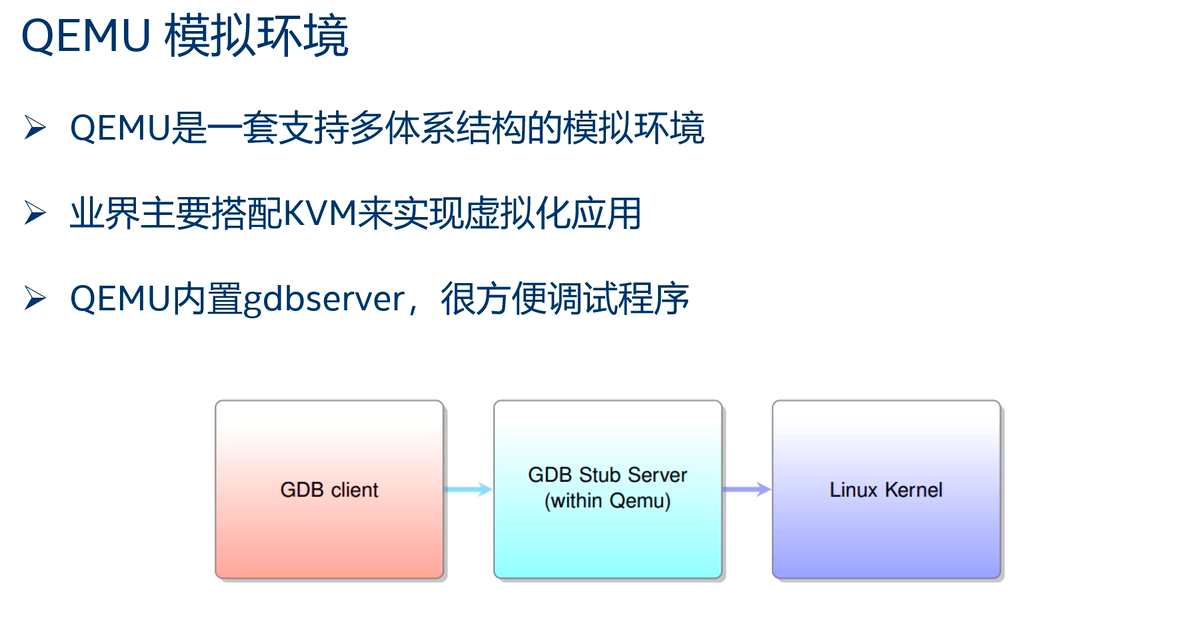 QEMU 模拟环境
QEMU是一套支持多体系结构的模拟环境
业界主要搭配KVM来实现虚拟化应用
QEMU内置gdbserver，很方便调试程序
GDB client
GDB Stub Server
(within Qemu)
Linux Kernel